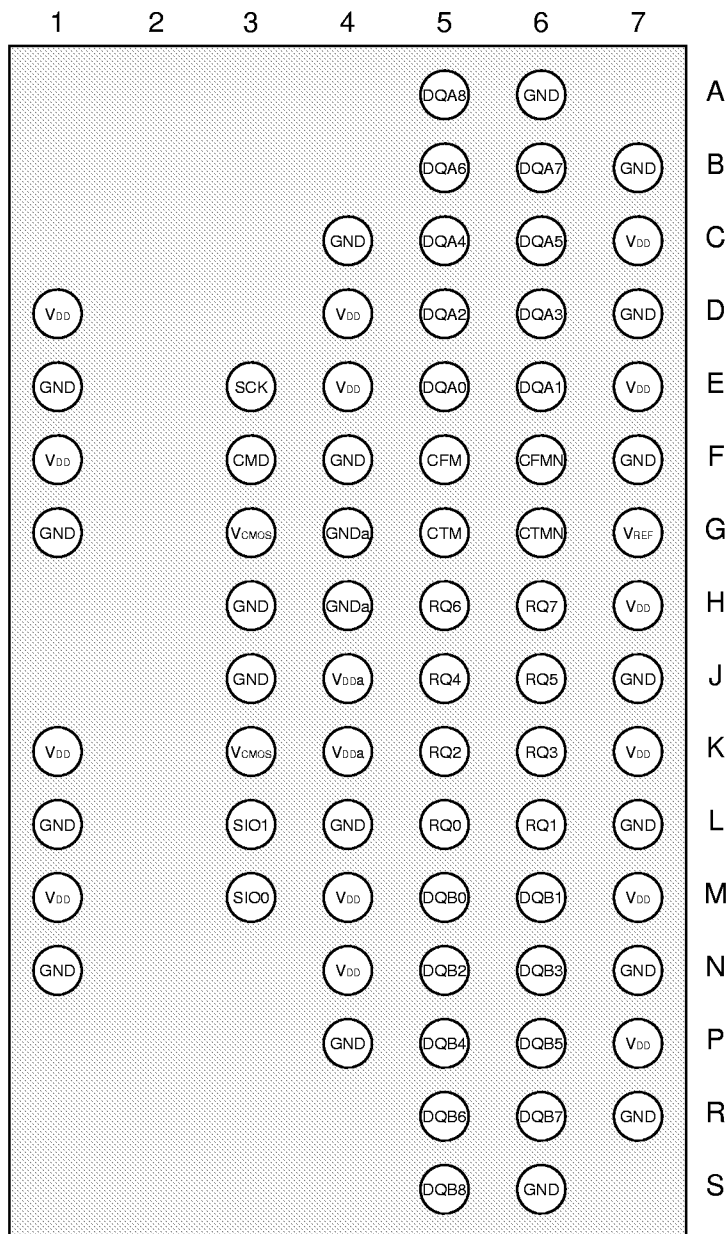 1 2 3 4 5 6 7
DQA8 GND A
DQA6 DQA7 GND B
GND DQA4 DQA5 VDD C
VDD VDD DQA2 DQA3 GND D
GND SCK VDD DQA0 DQA1 VDD E
VDD CMD GND CFM CFMN GND F
GND VCMOS GNDa CTM CTMN VREF G
GND GNDa RQ6 RQ7 VDD H
GND VDDa RQ4 RQ5 GND J
VDD VCMOS VDDa RQ2 RQ3 VDD K
GND SIO1 GND RQ0 RQ1 GND L
VDD SIO0 VDD DQB0 DQB1 VDD M
GND VDD DQB2 DQB3 GND N
GND DQB4 DQB5 VDD P
DQB6 DQB7 GND R
DQB8 GND S